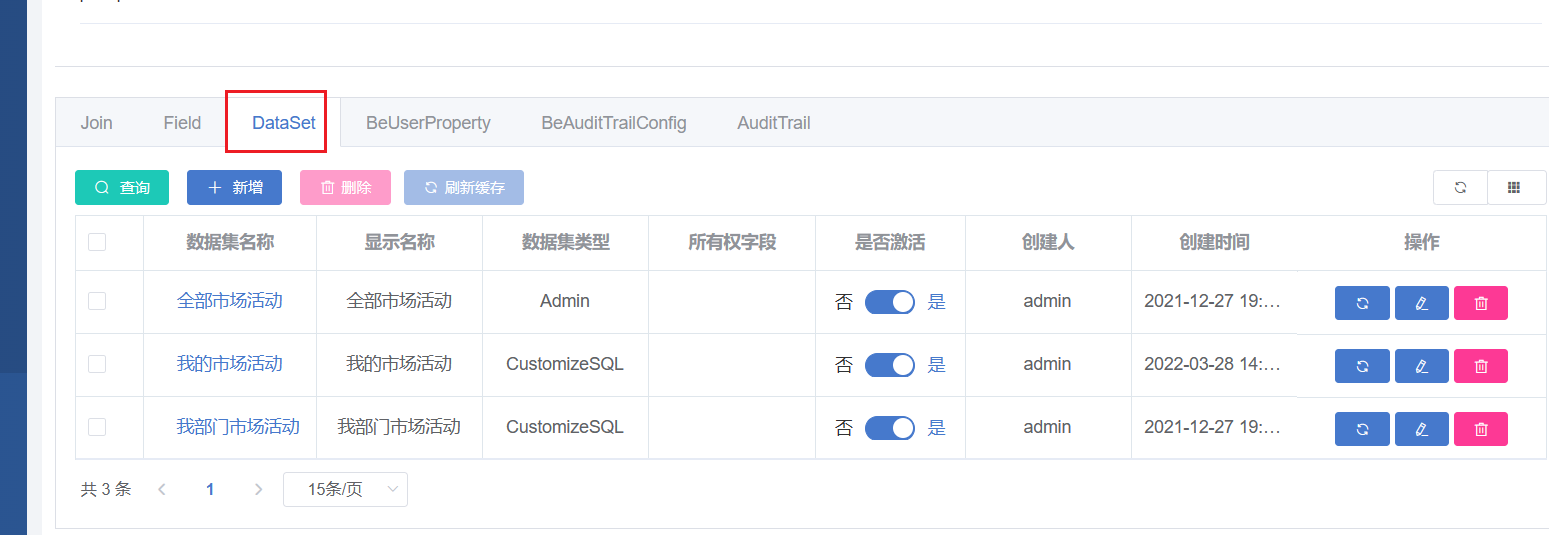 Join Field DataSet BeUserProperty BeAuditTrailConfig AuditTrail
查询 新增 删除 刷新缓存
数据集名称 显示名称 数据集类型 所有权字段 是否激活 创建人 创建时间 操作
全部市场活动 全部市场活动 Admin 否 是 admin 2021-12-27 19:...
我的市场活动 我的市场活动 CustomizeSQL 否 是 admin 2022-03-28 14:...
我部门市场活动 我部门市场活动 CustomizeSQL 否 是 admin 2021-12-27 19:...
共 3 条 1 15条/页